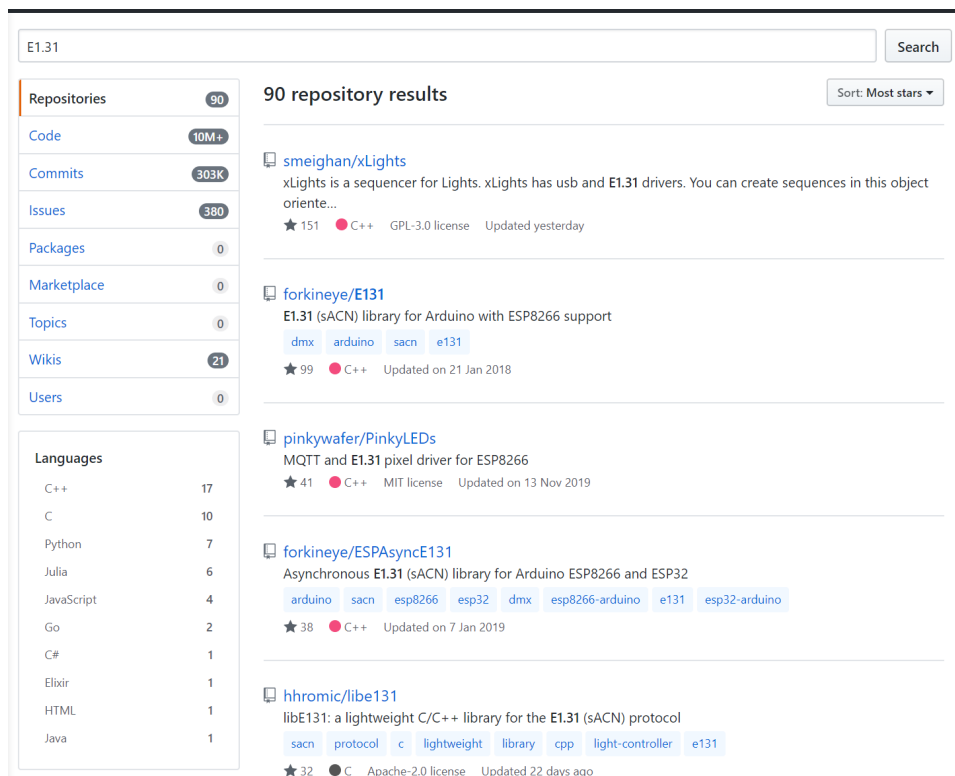 E1.31
Search
Repositories 90
Code 10M+
Commits 303K
Issues 380
Packages 0
Marketplace 0
Topics 0
Wikis 21
Users 0
Languages
C++ 17
C 10
Python 7
Julia 6
JavaScript 4
Go 2
C# 1
Elixir 1
HTML 1
Java 1
90 repository results
Sort: Most stars
smeighan/xLights
xLights is a sequencer for Lights. xLights has usb and E1.31 drivers. You can create sequences in this object
oriente...
151 C++ GPL-3.0 license Updated yesterday
forkineye/E131
E1.31 (sACN) library for Arduino with ESP8266 support
dmx arduino sacn e131
99 C++ Updated on 21 Jan 2018
pinkywafer/PinkyLEDs
MQTT and E1.31 pixel driver for ESP8266
41 C++ MIT license Updated on 13 Nov 2019
forkineye/ESPAsyncE131
Asynchronous E1.31 (sACN) library for Arduino ESP8266 and ESP32
arduino sacn esp8266 esp32 dmx esp8266-arduino e131 esp32-arduino
38 C++ Updated on 7 Jan 2019
hhromic/libe131
libE131: a lightweight C/C++ library for the E1.31 (sACN) protocol
sacn protocol c lightweight library cpp light-controller e131
32 C Apache-2.0 license Updated 22 days ago